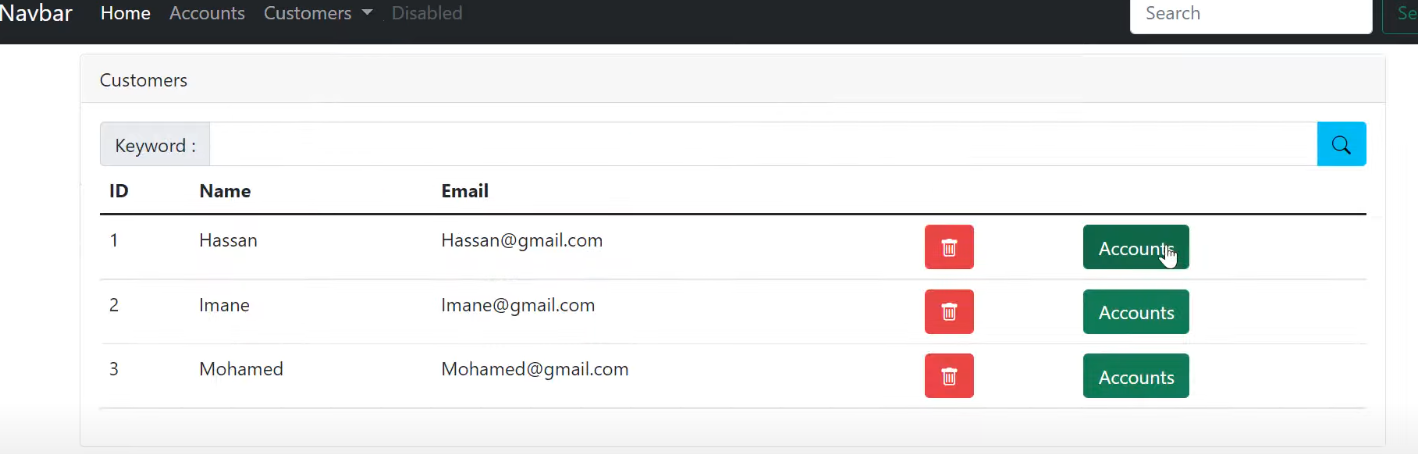 Navbar Home Accounts Customers Disabled Search Se
Customers
Keyword :
ID Name Email
1 Hassan Hassan@gmail.com Accounts
2 Imane Imane@gmail.com Accounts
3 Mohamed Mohamed@gmail.com Accounts